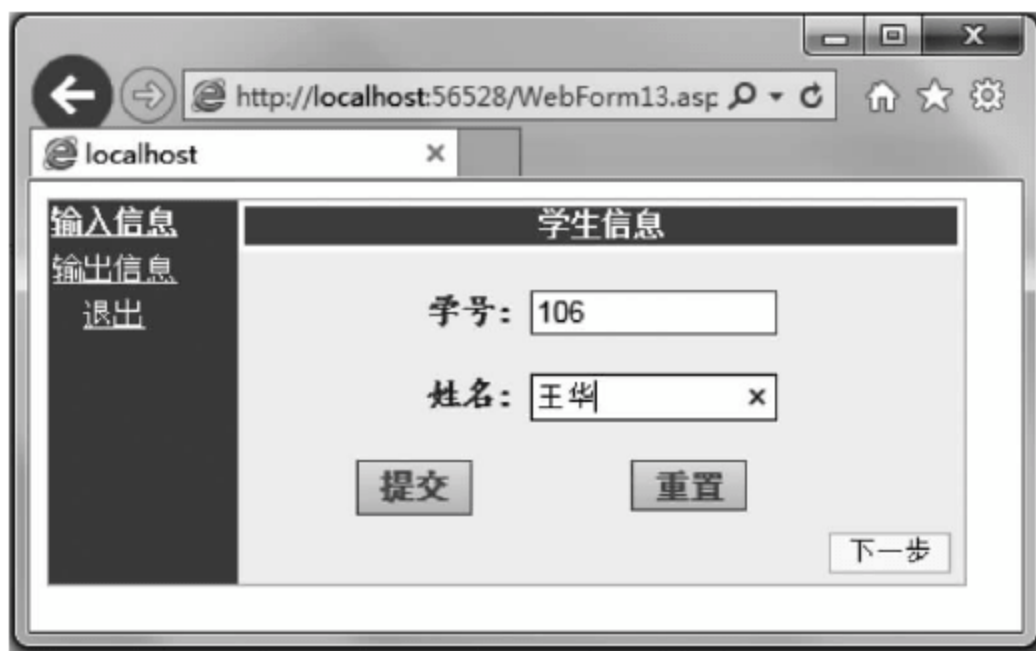 http://localhost:56528/WebForm13.asp
localhost
输入信息
输出信息
退出
学生信息
学号：106
姓名：王华
提交
重置
下一步